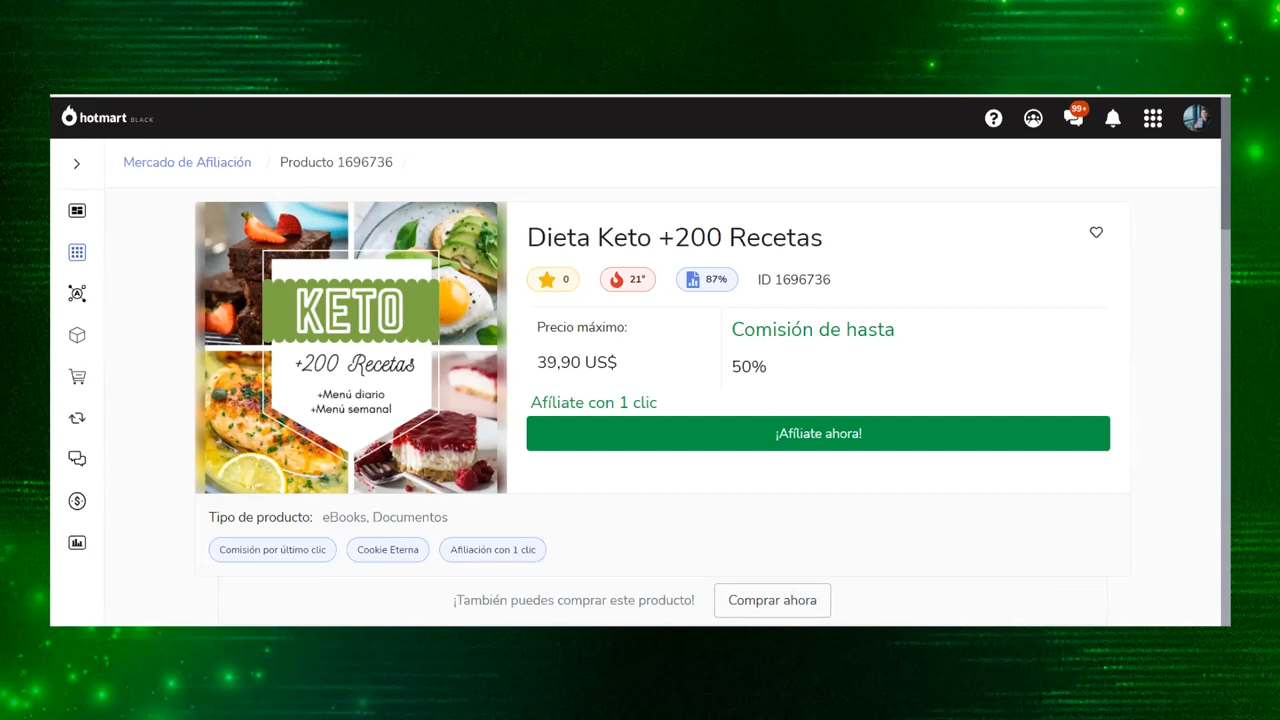 hotmart BLACK
99+
Mercado de Afiliación / Producto 1696736 /
KETO
+200 Recetas
+Menú diario
+Menú semanal
Dieta Keto +200 Recetas
0 21° 87% ID 1696736
Precio máximo:
39,90 US$
Comisión de hasta
50%
Afíliate con 1 clic
¡Afíliate ahora!
Tipo de producto: eBooks, Documentos
Comisión por último clic Cookie Eterna Afiliación con 1 clic
¡También puedes comprar este producto! Comprar ahora